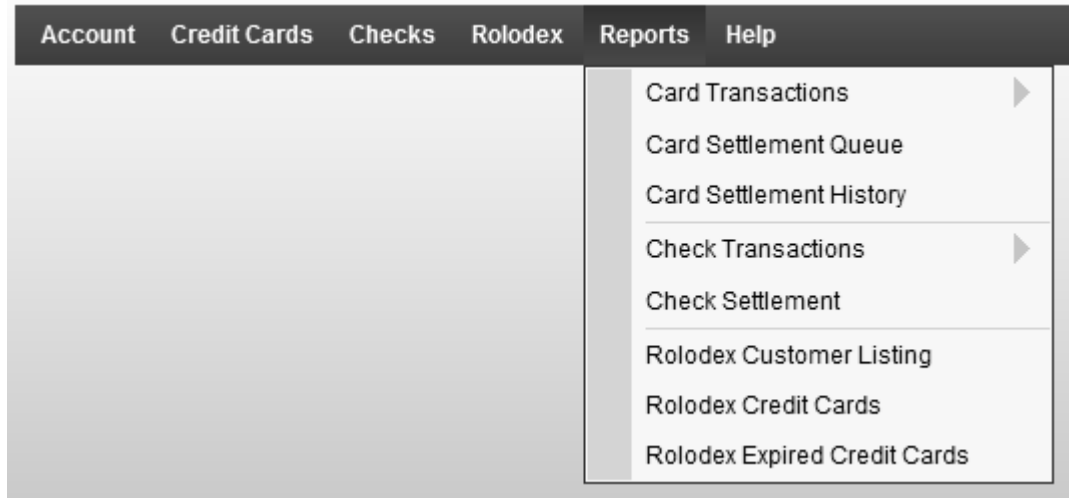 Account Credit Cards Checks Rolodex Reports Help
Card Transactions
Card Settlement Queue
Card Settlement History
Check Transactions
Check Settlement
Rolodex Customer Listing
Rolodex Credit Cards
Rolodex Expired Credit Cards